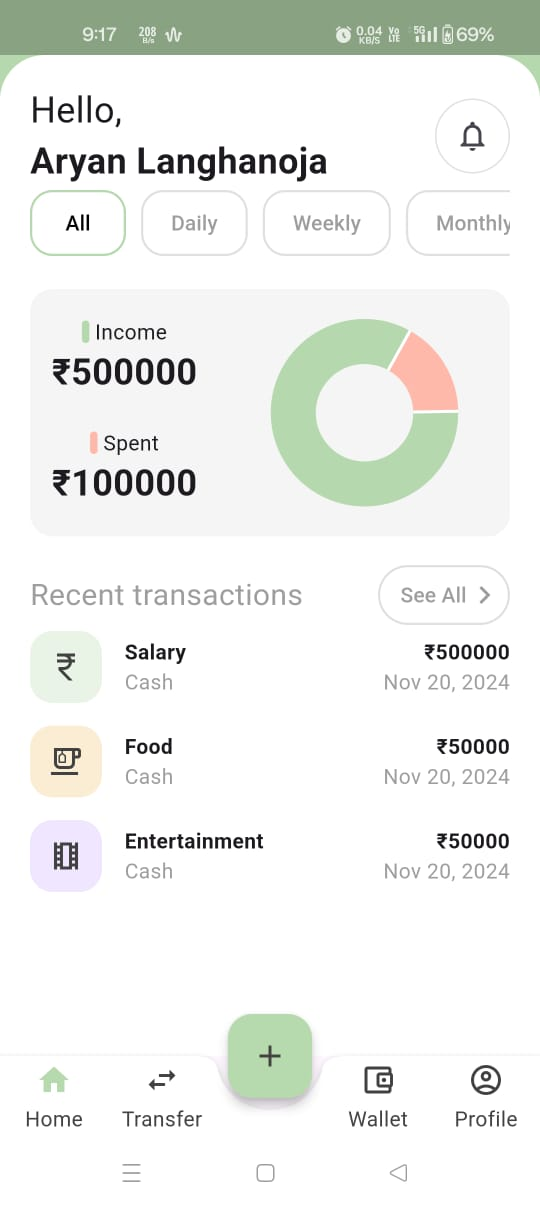 9:17 208 B/s 0.04 KB/S Vo LTE 5G 69%
Hello,
Aryan Langhanoja
All Daily Weekly Monthly
Income
₹500000
Spent
₹100000
Recent transactions See All
Salary ₹500000
Cash Nov 20, 2024
Food ₹50000
Cash Nov 20, 2024
Entertainment ₹50000
Cash Nov 20, 2024
Home Transfer Wallet Profile